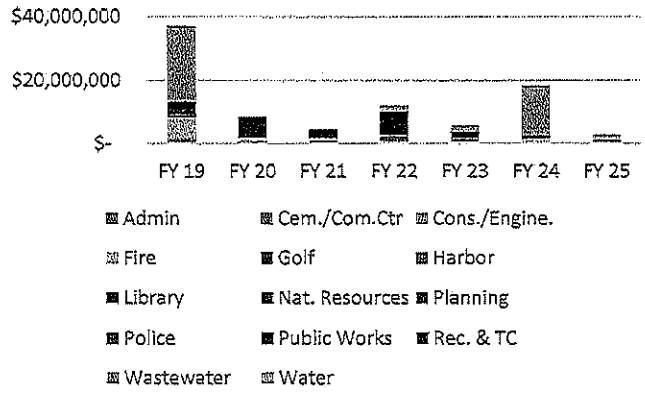 $40,000,000
$20,000,000
$-
FY 19 FY 20 FY 21 FY 22 FY 23 FY 24 FY 25
Admin Cem./Com.Ctr Cons./Engine.
Fire Golf Harbor
Library Nat. Resources Planning
Police Public Works Rec. & TC
Wastewater Water